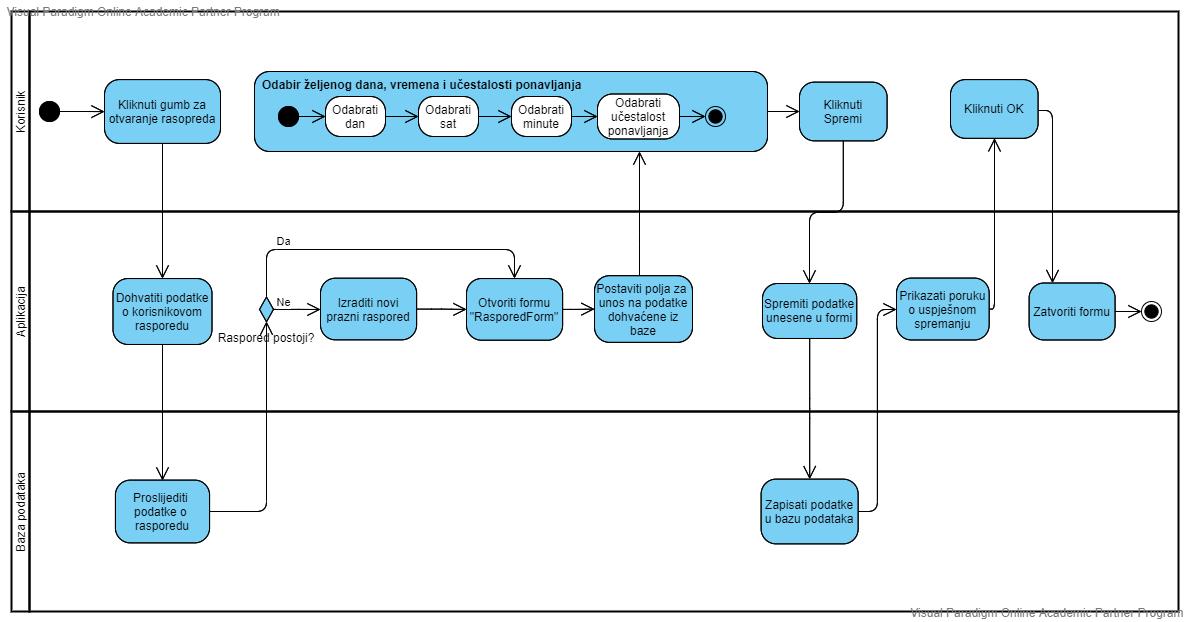 Visual Paradigm Online Academic Partner Program
Korisnik
Kliknuti gumb za
otvaranje rasopreda
Odabir željenog dana, vremena i učestalosti ponavljanja
Odabrati
dan
Odabrati
sat
Odabrati
minute
Odabrati
učestalost
ponavljanja
Kliknuti
Spremi
Kliknuti OK
Aplikacija
Dohvatiti podatke
o korisnikovom
rasporedu
Da
Ne
Raspored postoji?
Izraditi novi
prazni raspored
Otvoriti formu
"RasporedForm"
Postaviti polja za
unos na podatke
dohvaćene iz
baze
Spremiti podatke
unesene u formi
Prikazati poruku
o uspješnom
spremanju
Zatvoriti formu
Baza podataka
Proslijediti
podatke o
rasporedu
Zapisati podatke
u bazu podataka
Visual Paradigm Online Academic Partner Program